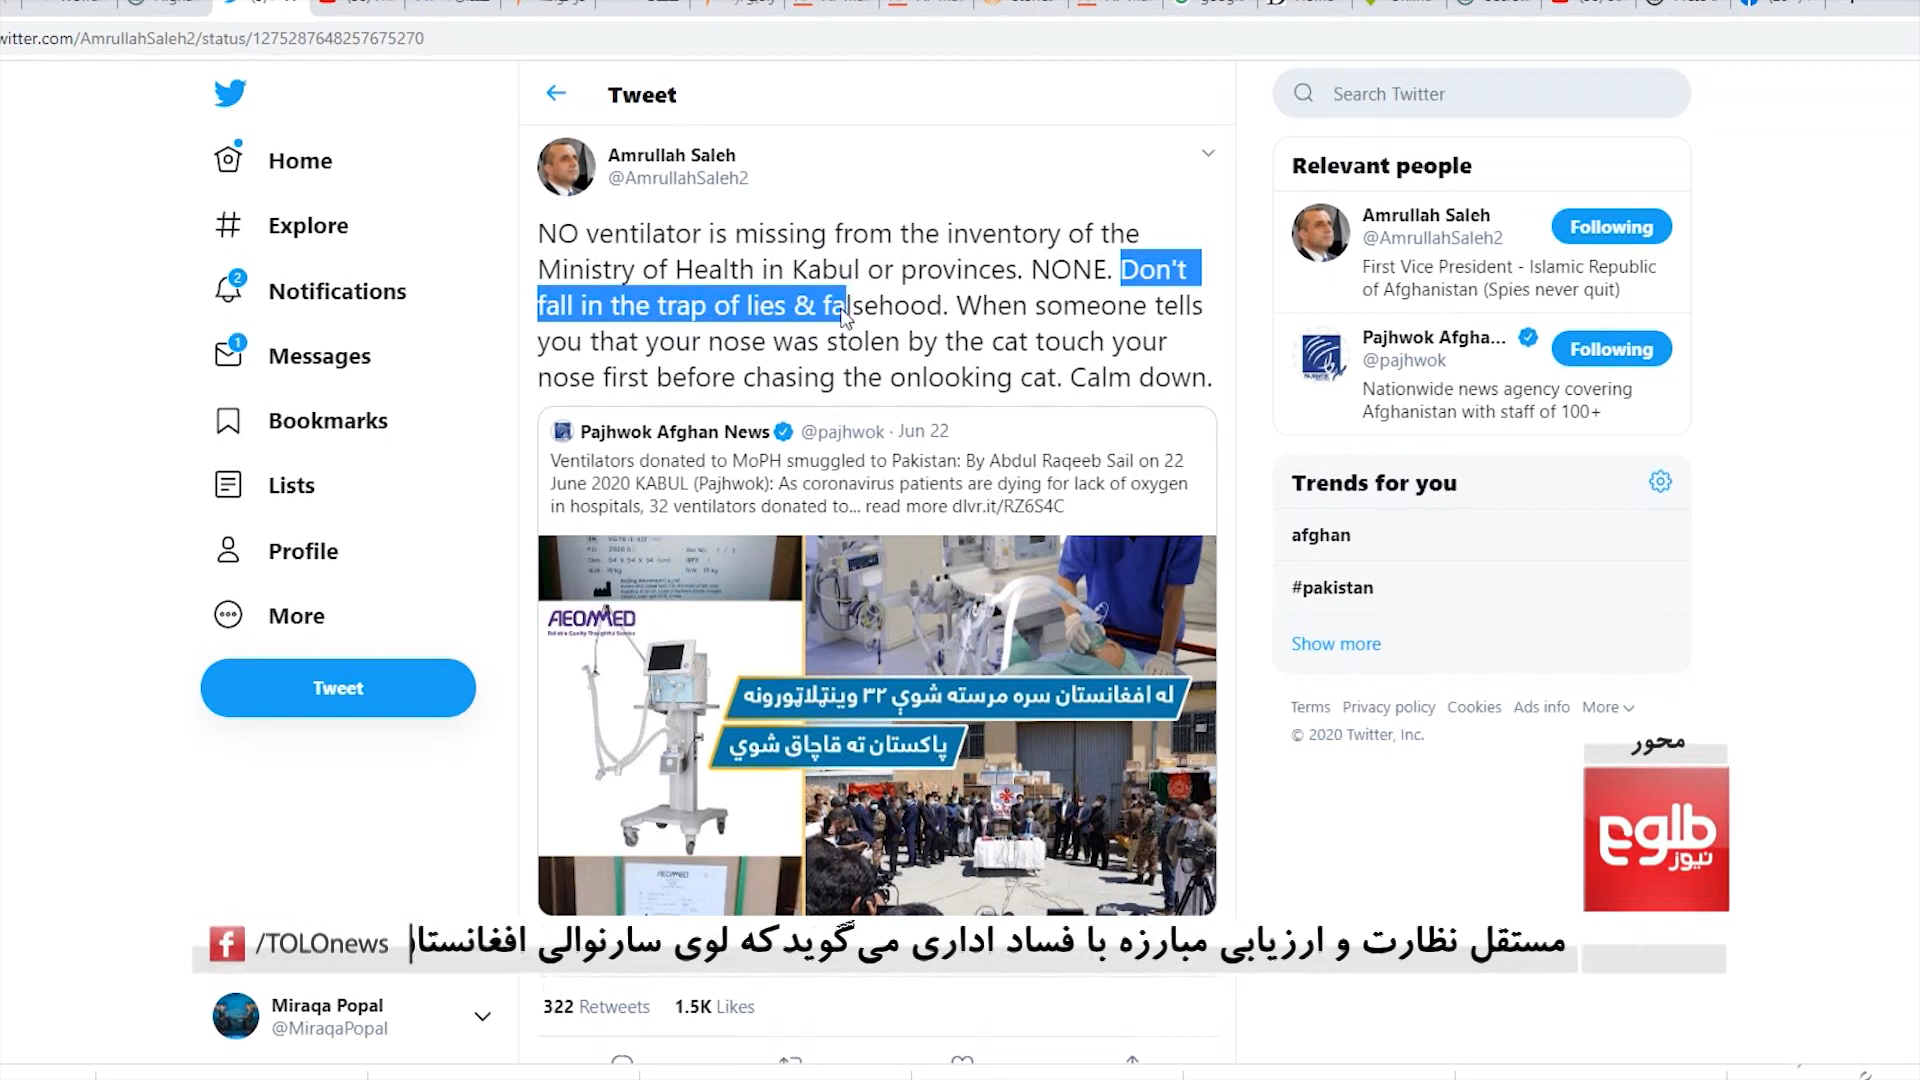 witter.com/AmrullahSaleh2/status/1275287648257675270
Home
Explore
2
Notifications
1
Messages
Bookmarks
Lists
Profile
More
Tweet
Miraqa Popal
@MiraqaPopal
Tweet
Amrullah Saleh
@AmrullahSaleh2
NO ventilator is missing from the inventory of the
Ministry of Health in Kabul or provinces. NONE. Don't
fall in the trap of lies & falsehood. When someone tells
you that your nose was stolen by the cat touch your
nose first before chasing the onlooking cat. Calm down.
Pajhwok Afghan News @pajhwok · Jun 22
Ventilators donated to MoPH smuggled to Pakistan: By Abdul Raqeeb Sail on 22
June 2020 KABUL (Pajhwok): As coronavirus patients are dying for lack of oxygen
in hospitals, 32 ventilators donated to... read more dlvr.it/RZ6S4C
AEONMED
له افغانستان سره مرسته شوې ۳۲ وینټلاټورونه
پاکستان ته قاچاق شوي
AEONMED
322 Retweets 1.5K Likes
Search Twitter
Relevant people
Amrullah Saleh
@AmrullahSaleh2
Following
First Vice President - Islamic Republic
of Afghanistan (Spies never quit)
Pajhwok Afgha...
@pajhwok
Following
Nationwide news agency covering
Afghanistan with staff of 100+
Trends for you
afghan
#pakistan
Show more
Terms Privacy policy Cookies Ads info More
© 2020 Twitter, Inc.
محور
طلوع
نیوز
/TOLOnews
مستقل نظارت و ارزیابی مبارزه با فساد اداری می‌گوید که لوی سارنوالی افغانستا